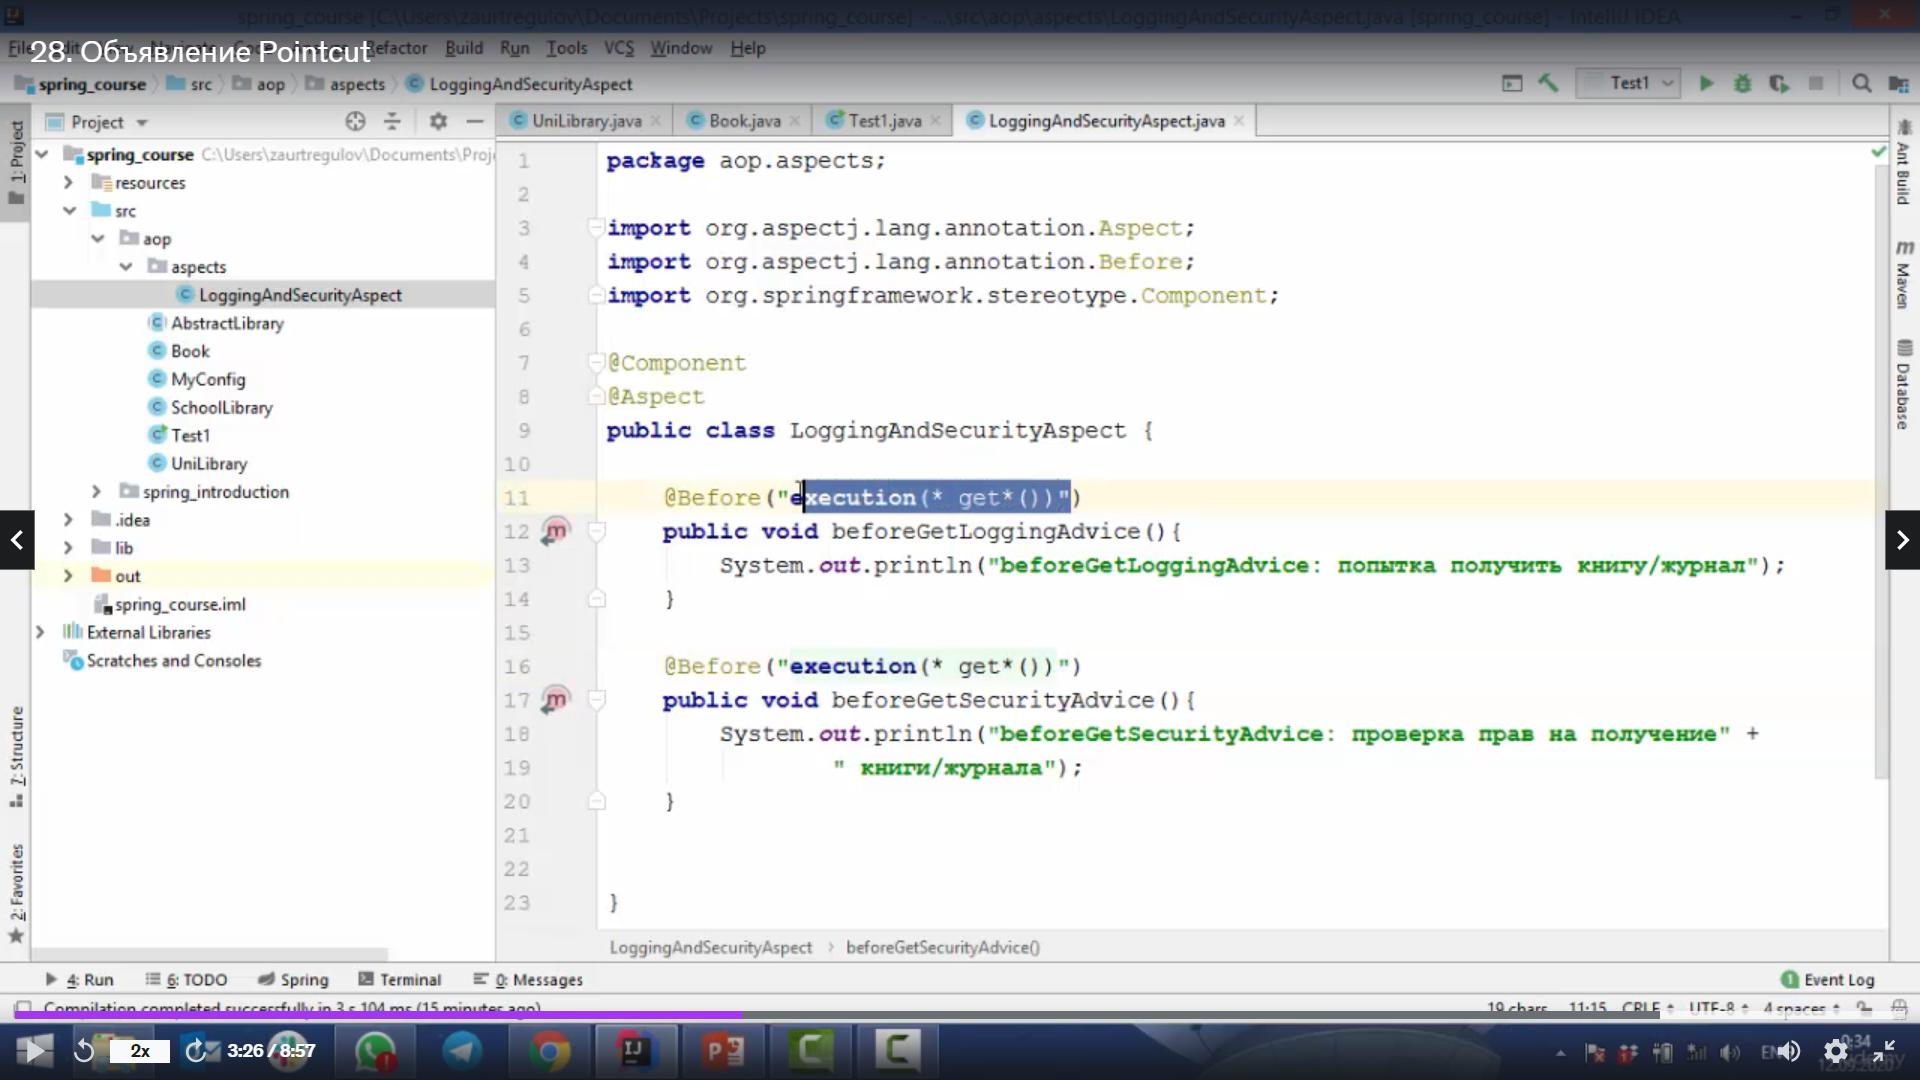 spring_course [C:\Users\zaurtregulov\Documents\Projects\spring_course] - ...\src\aop\aspects\LoggingAndSecurityAspect.java [spring_course] - IntelliJ IDEA
28. Объявление Pointcut
File Refactor Build Run Tools VCS Window Help
spring_course src aop aspects LoggingAndSecurityAspect
Test1
Project
UniLibrary.java Book.java Test1.java LoggingAndSecurityAspect.java
1: Project
spring_course C:\Users\zaurtregulov\Documents\Proj
resources
src
aop
aspects
LoggingAndSecurityAspect
AbstractLibrary
Book
MyConfig
SchoolLibrary
Test1
UniLibrary
spring_introduction
.idea
lib
out
spring_course.iml
External Libraries
Scratches and Consoles
7: Structure
2: Favorites
1 package aop.aspects;
2
3 import org.aspectj.lang.annotation.Aspect;
4 import org.aspectj.lang.annotation.Before;
5 import org.springframework.stereotype.Component;
6
7 @Component
8 @Aspect
9 public class LoggingAndSecurityAspect {
10
11 @Before("execution(* get*())")
12 public void beforeGetLoggingAdvice(){
13 System.out.println("beforeGetLoggingAdvice: попытка получить книгу/журнал");
14 }
15
16 @Before("execution(* get*())")
17 public void beforeGetSecurityAdvice(){
18 System.out.println("beforeGetSecurityAdvice: проверка прав на получение" +
19 " книги/журнала");
20 }
21
22
23 }
Ant Build
Maven
Database
LoggingAndSecurityAspect › beforeGetSecurityAdvice()
4: Run 6: TODO Spring Terminal 0: Messages
1 Event Log
Compilation completed successfully in 3 s 104 ms (15 minutes ago)
19 chars 11:15 CRLF UTF-8 4 spaces
2x
3:26 / 8:57
EN
0:34
12.09.2020